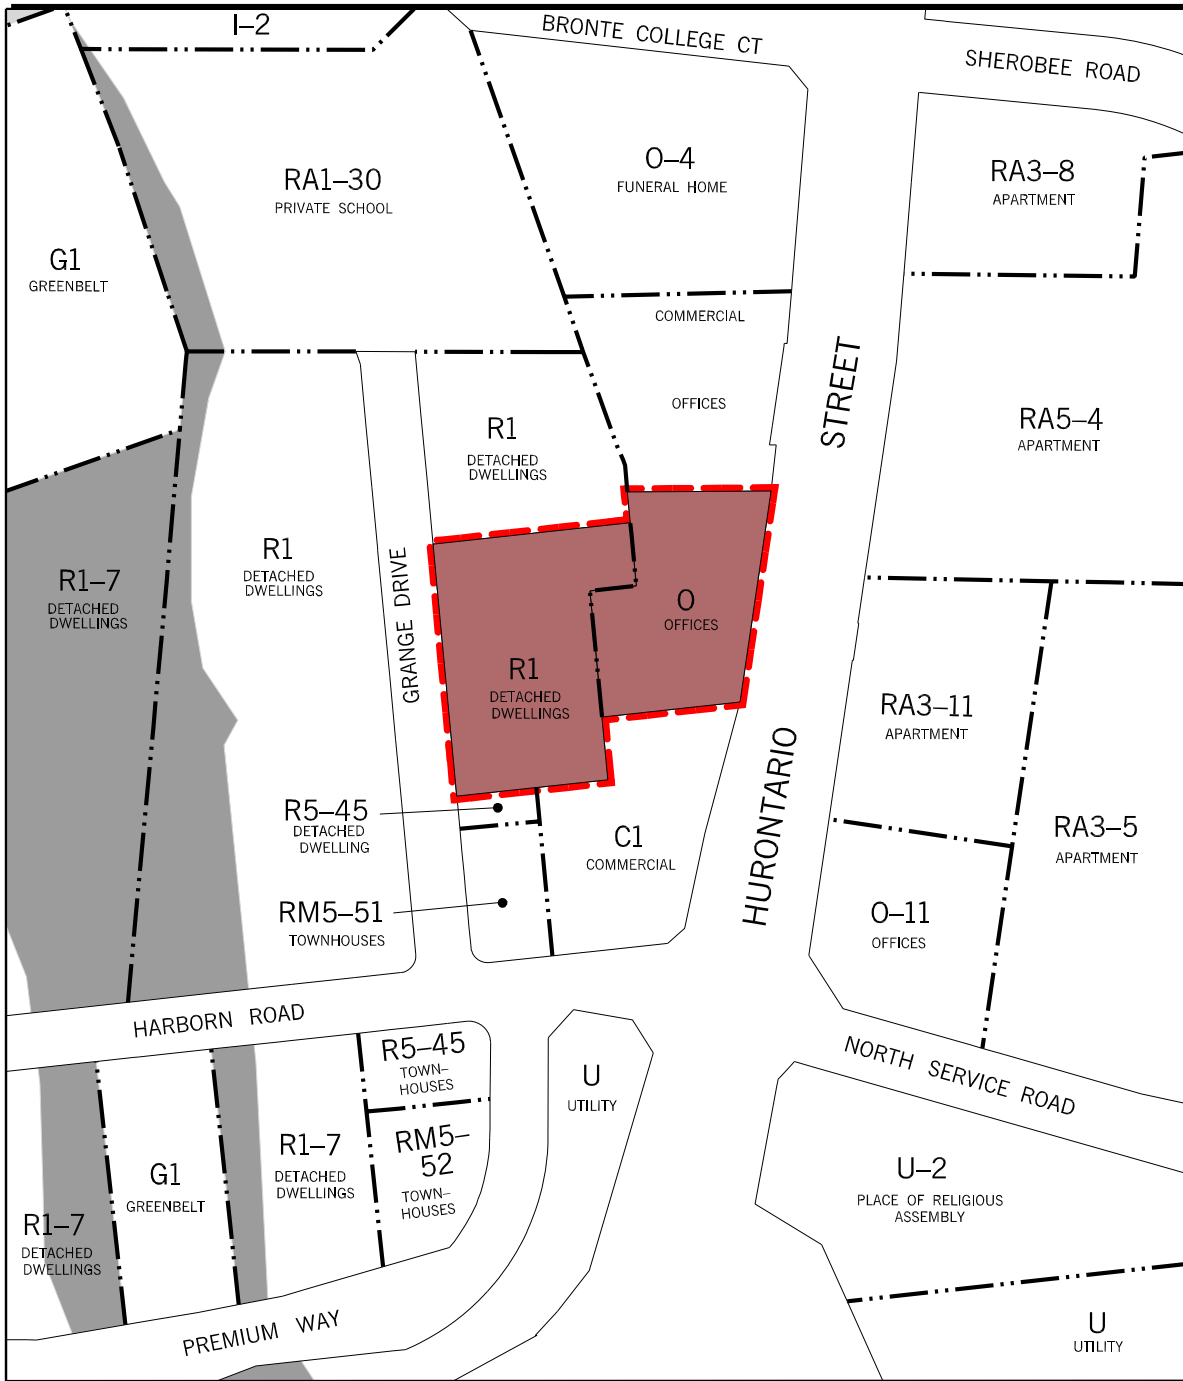 I–2
BRONTE COLLEGE CT
SHEROBEE ROAD
RA1–30
PRIVATE SCHOOL
O–4
FUNERAL HOME
RA3–8
APARTMENT
G1
GREENBELT
COMMERCIAL
OFFICES
STREET
RA5–4
APARTMENT
R1
DETACHED
DWELLINGS
R1
DETACHED
DWELLINGS
GRANGE DRIVE
R1–7
DETACHED
DWELLINGS
O
OFFICES
R1
DETACHED
DWELLINGS
RA3–11
APARTMENT
HURONTARIO
R5–45
DETACHED
DWELLING
C1
COMMERCIAL
RA3–5
APARTMENT
RM5–51
TOWNHOUSES
O–11
OFFICES
HARBORN ROAD
R5–45
TOWN–
HOUSES
U
UTILITY
NORTH SERVICE ROAD
R1–7
DETACHED
DWELLINGS
RM5–
52
TOWN–
HOUSES
G1
GREENBELT
U–2
PLACE OF RELIGIOUS
ASSEMBLY
R1–7
DETACHED
DWELLINGS
PREMIUM WAY
U
UTILITY